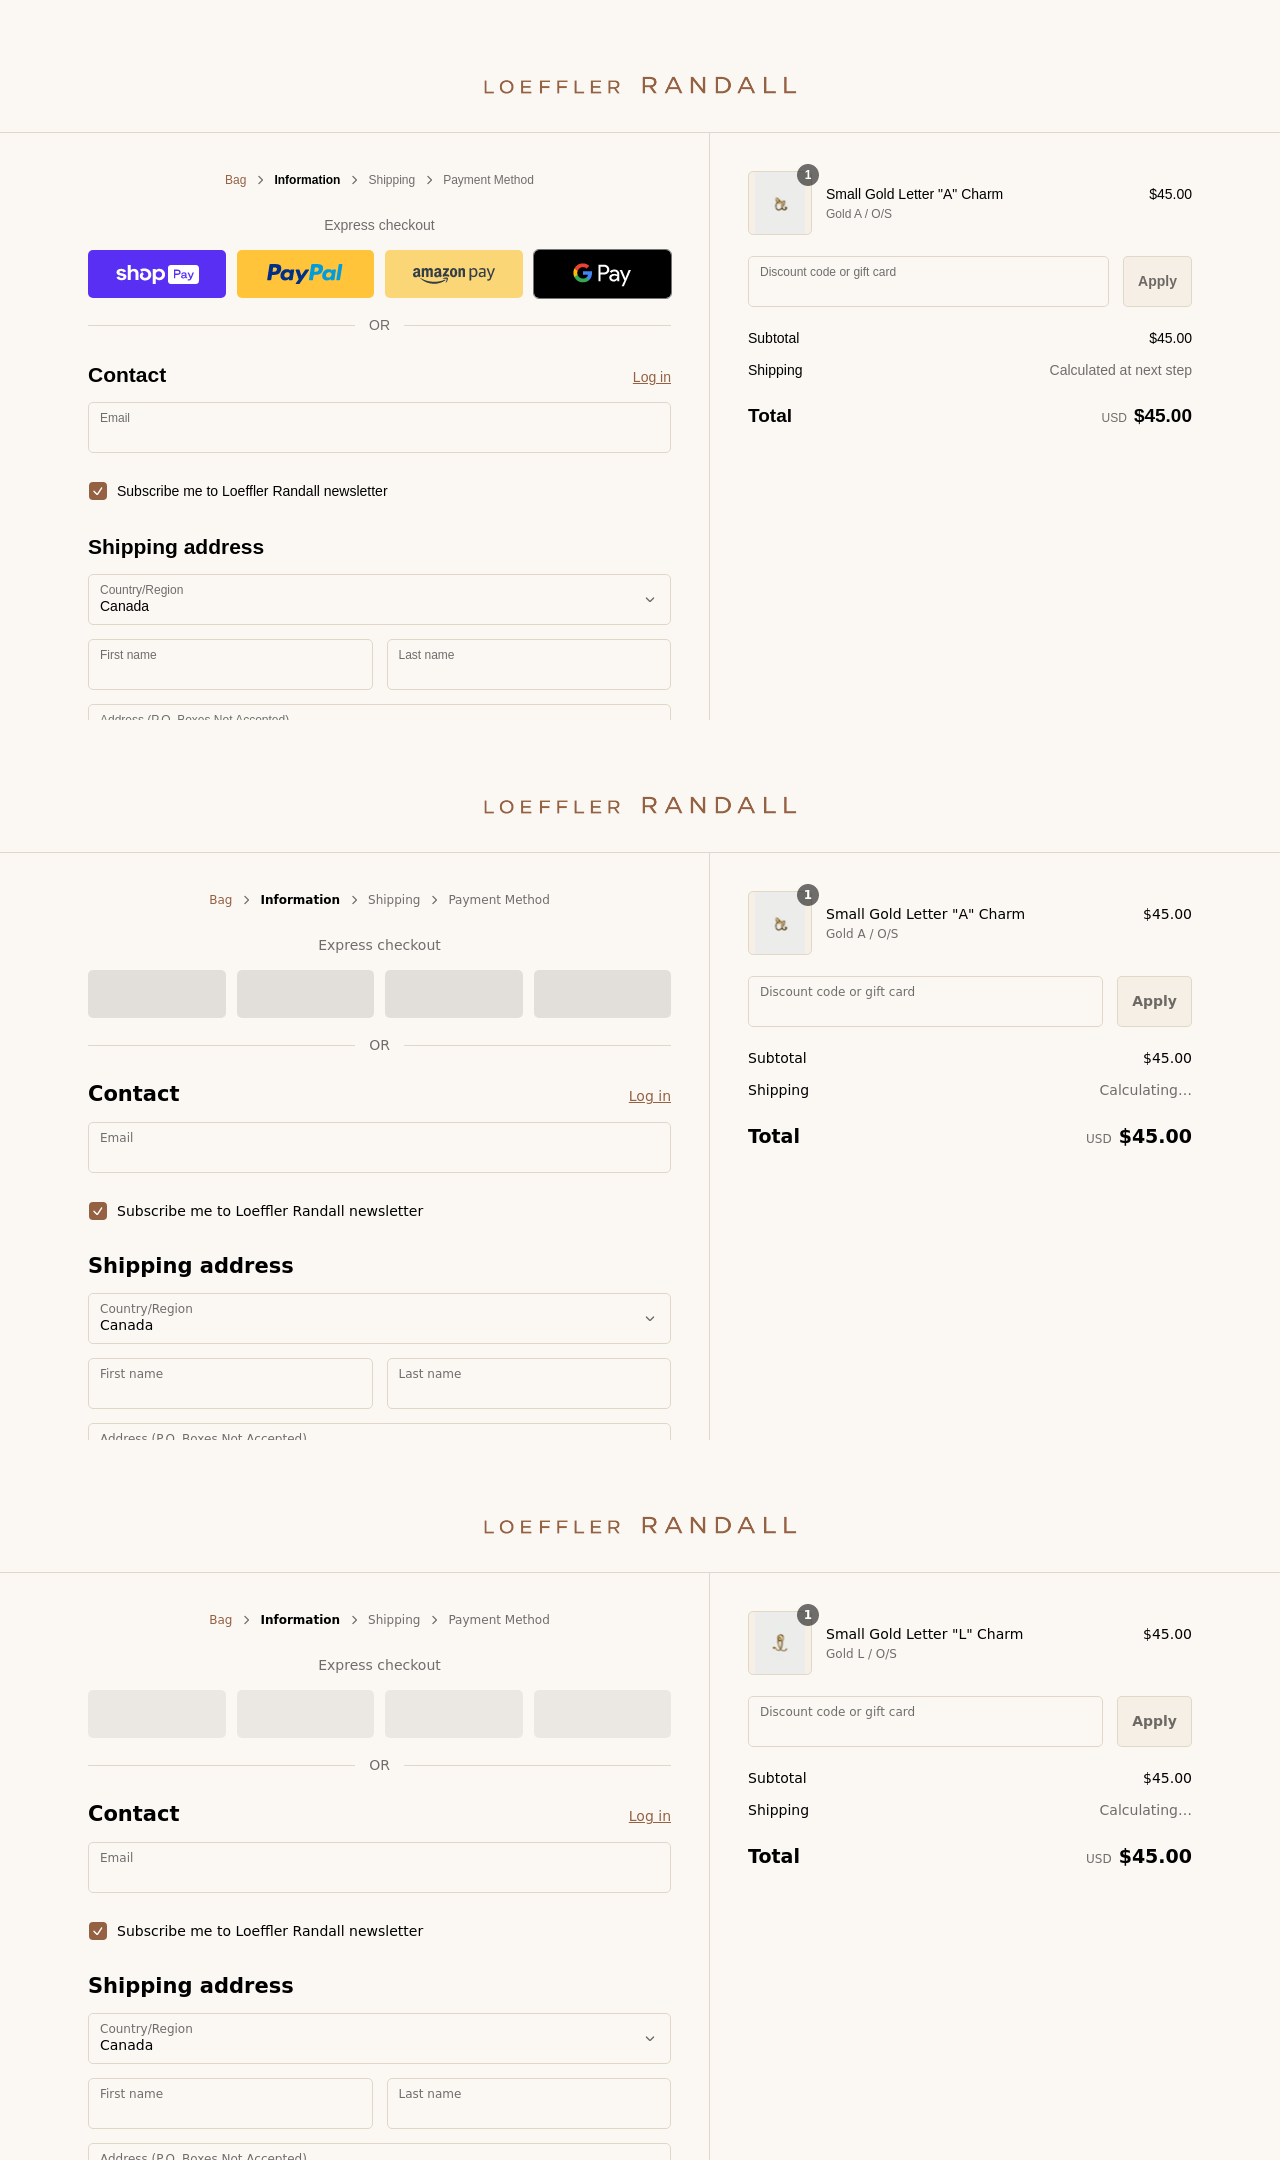 LOEFFLER RANDALL
Bag > Information > Shipping > Payment Method
Express checkout
shop Pay
PayPal
amazon pay
G Pay
OR
Contact
Log in
Email
Subscribe me to Loeffler Randall newsletter
Shipping address
Country/Region
Canada
First name
Last name
Address (P.O. Boxes Not Accepted)
1
Small Gold Letter "A" Charm
$45.00
Gold A / O/S
Discount code or gift card
Apply
Subtotal
$45.00
Shipping
Calculated at next step
Total
USD $45.00
LOEFFLER RANDALL
Bag > Information > Shipping > Payment Method
Express checkout
OR
Contact
Log in
Email
Subscribe me to Loeffler Randall newsletter
Shipping address
Country/Region
Canada
First name
Last name
Address (P.O. Boxes Not Accepted)
1
Small Gold Letter "A" Charm
$45.00
Gold A / O/S
Discount code or gift card
Apply
Subtotal
$45.00
Shipping
Calculating...
Total
USD $45.00
LOEFFLER RANDALL
Bag > Information > Shipping > Payment Method
Express checkout
OR
Contact
Log in
Email
Subscribe me to Loeffler Randall newsletter
Shipping address
Country/Region
Canada
First name
Last name
Address (P.O. Boxes Not Accepted)
1
Small Gold Letter "L" Charm
$45.00
Gold L / O/S
Discount code or gift card
Apply
Subtotal
$45.00
Shipping
Calculating...
Total
USD $45.00